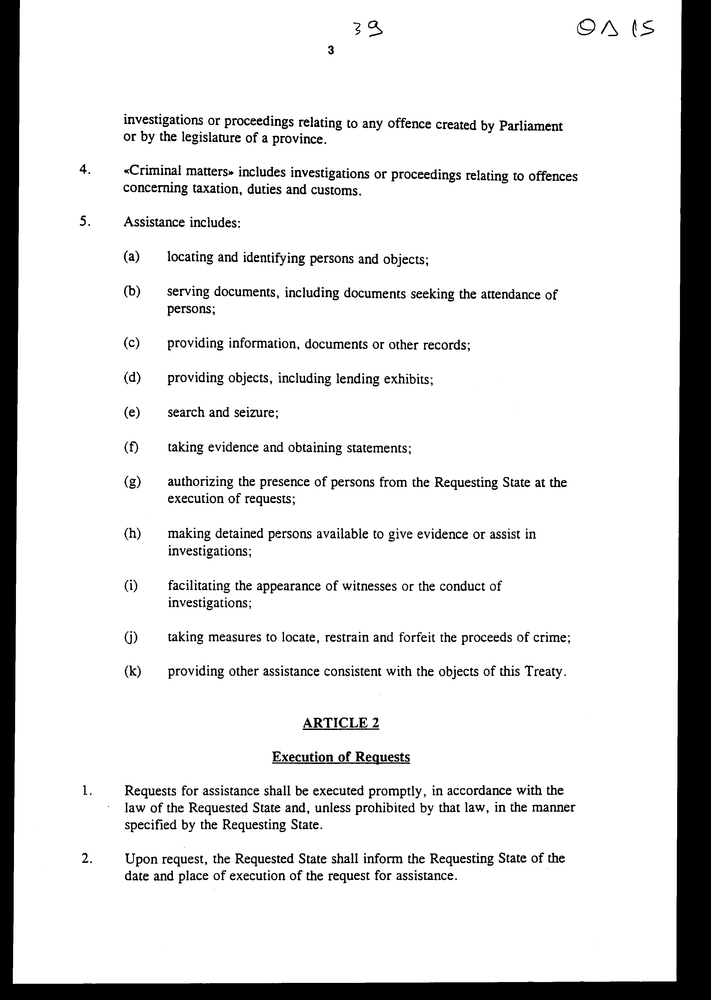 39
ΘΔ 15
3
investigations or proceedings relating to any offence created by Parliament
or by the legislature of a province.
4. «Criminal matters» includes investigations or proceedings relating to offences
concerning taxation, duties and customs.
5. Assistance includes:
(a) locating and identifying persons and objects;
(b) serving documents, including documents seeking the attendance of
persons;
(c) providing information, documents or other records;
(d) providing objects, including lending exhibits;
(e) search and seizure;
(f) taking evidence and obtaining statements;
(g) authorizing the presence of persons from the Requesting State at the
execution of requests;
(h) making detained persons available to give evidence or assist in
investigations;
(i) facilitating the appearance of witnesses or the conduct of
investigations;
(j) taking measures to locate, restrain and forfeit the proceeds of crime;
(k) providing other assistance consistent with the objects of this Treaty.
ARTICLE 2
Execution of Requests
1. Requests for assistance shall be executed promptly, in accordance with the
law of the Requested State and, unless prohibited by that law, in the manner
specified by the Requesting State.
2. Upon request, the Requested State shall inform the Requesting State of the
date and place of execution of the request for assistance.